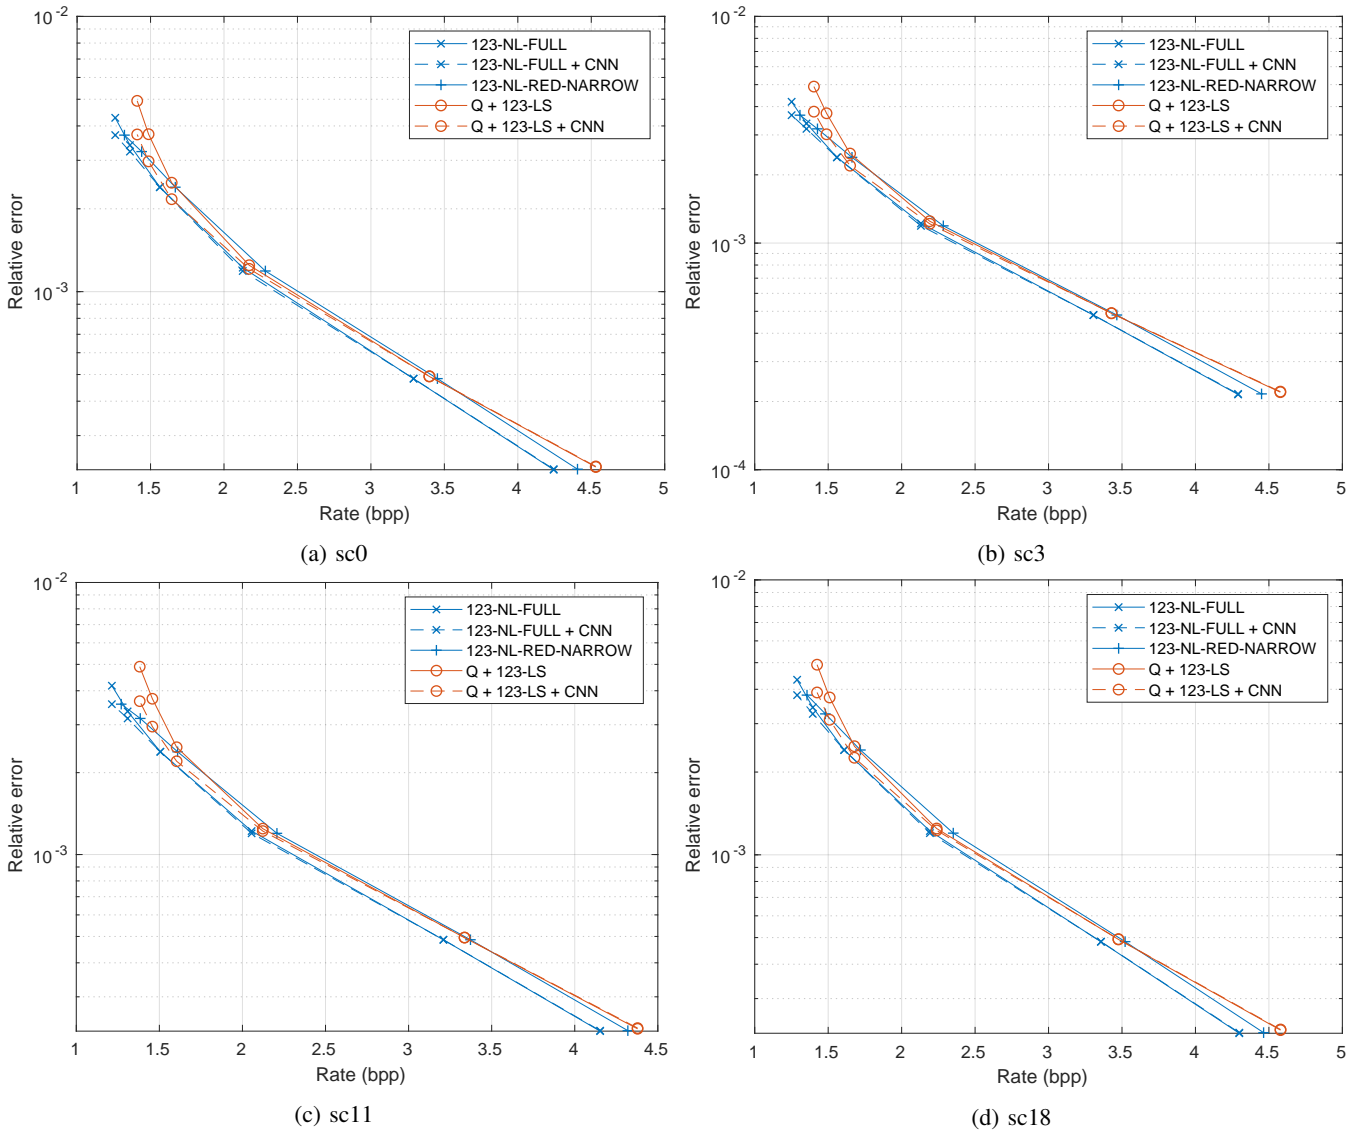 10^-2
10^-3
Relative error
1
1.5
2
2.5
3
3.5
4
4.5
5
Rate (bpp)
123-NL-FULL
123-NL-FULL + CNN
123-NL-RED-NARROW
Q + 123-LS
Q + 123-LS + CNN
(a) sc0
10^-2
10^-3
10^-4
Relative error
1
1.5
2
2.5
3
3.5
4
4.5
5
Rate (bpp)
123-NL-FULL
123-NL-FULL + CNN
123-NL-RED-NARROW
Q + 123-LS
Q + 123-LS + CNN
(b) sc3
10^-2
10^-3
Relative error
1
1.5
2
2.5
3
3.5
4
4.5
Rate (bpp)
123-NL-FULL
123-NL-FULL + CNN
123-NL-RED-NARROW
Q + 123-LS
Q + 123-LS + CNN
(c) sc11
10^-2
10^-3
Relative error
1
1.5
2
2.5
3
3.5
4
4.5
5
Rate (bpp)
123-NL-FULL
123-NL-FULL + CNN
123-NL-RED-NARROW
Q + 123-LS
Q + 123-LS + CNN
(d) sc18